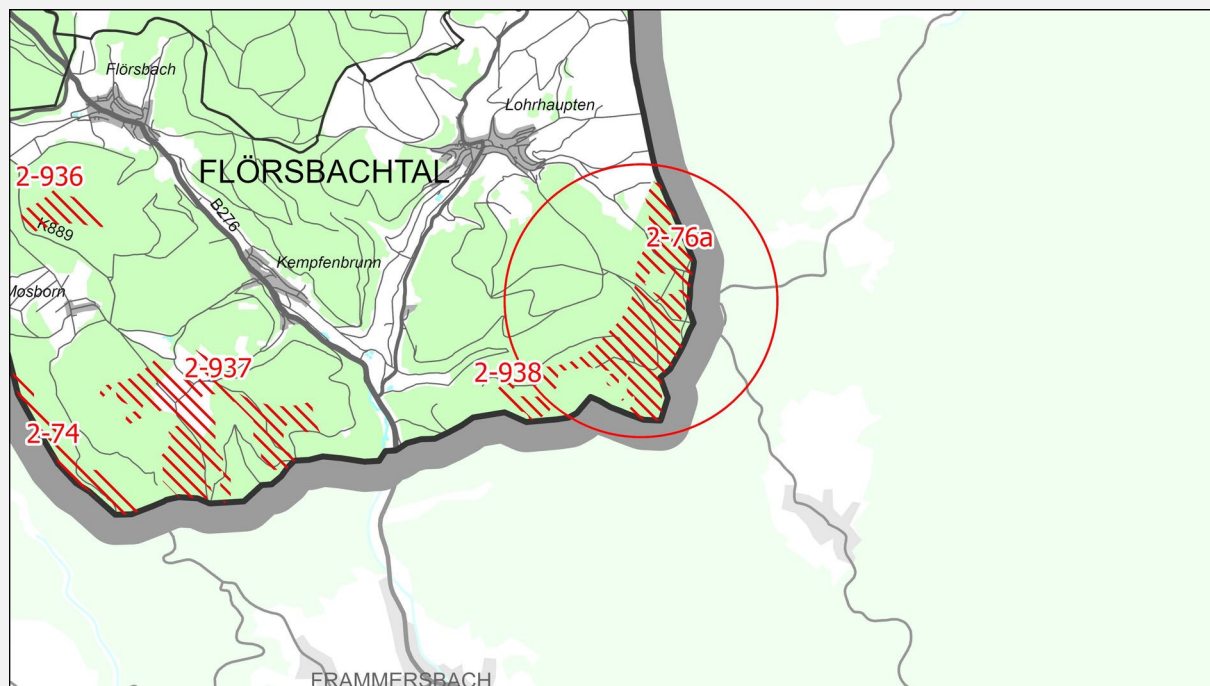 Flörsbach
Lohrhaupten
FLÖRSBACHTAL
2-936
K889
B276
2-76a
Kempfenbrunn
Mosborn
2-937
2-938
2-74
FRAMMERSBACH